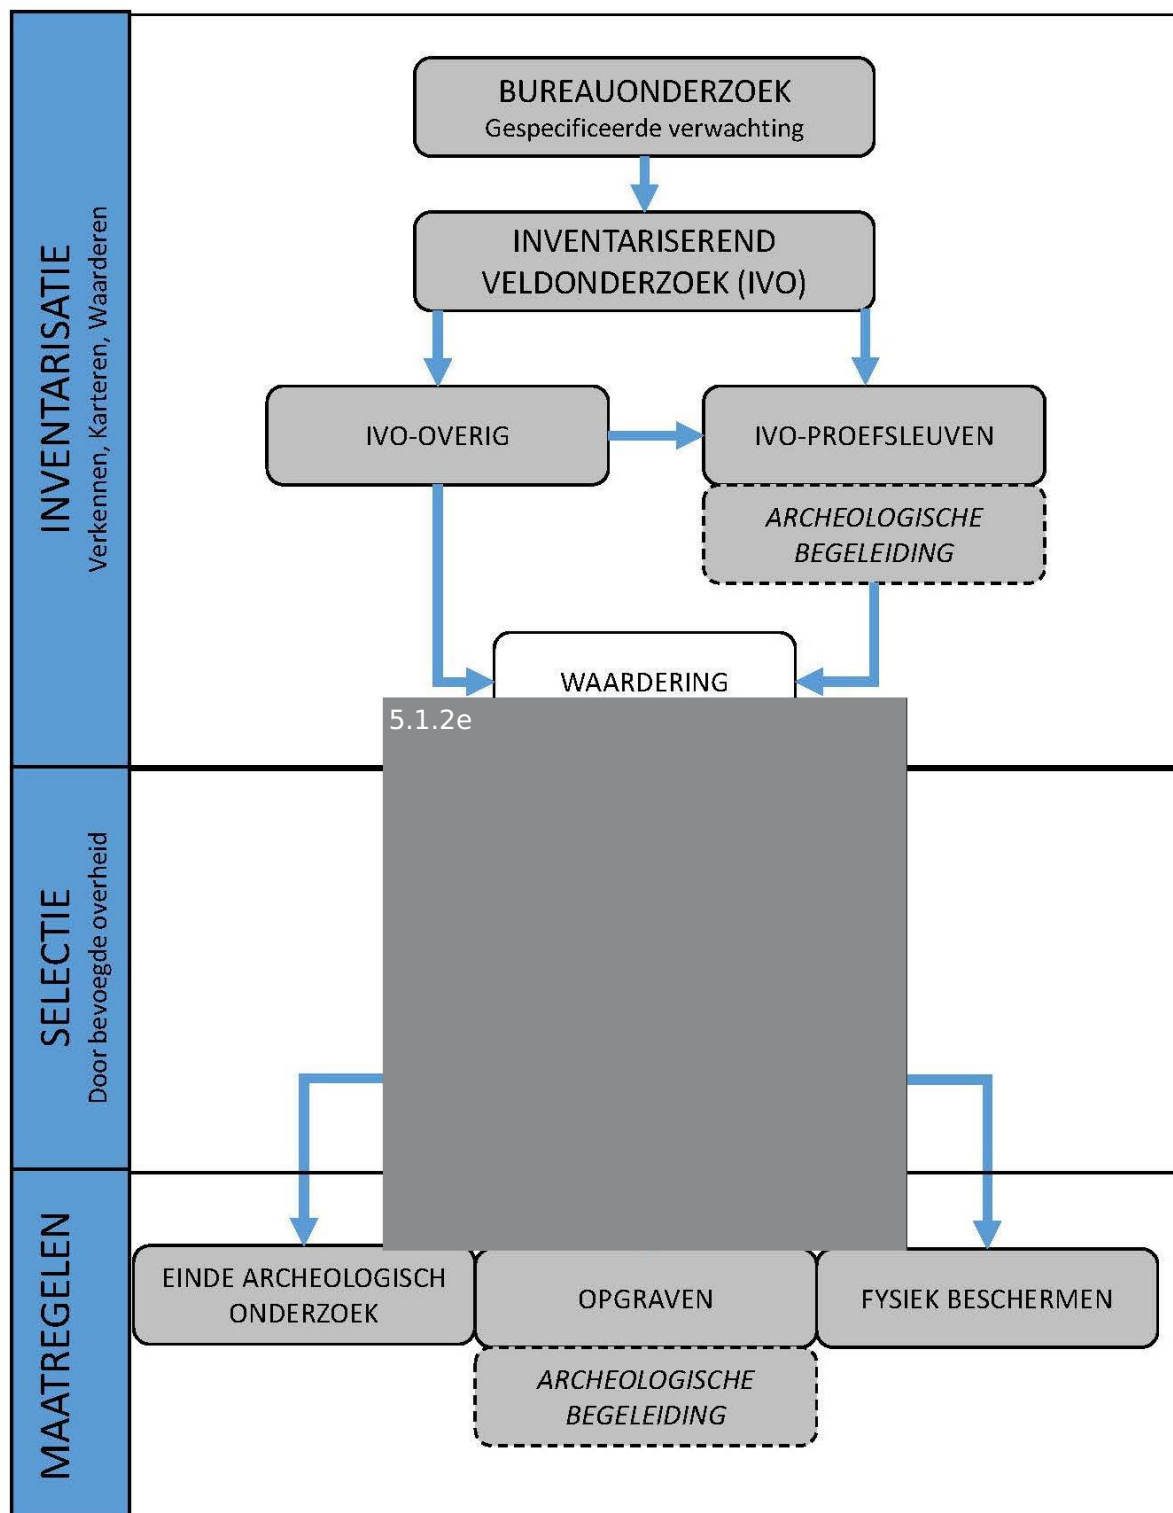 INVENTARISATIE
Verkennen, Karteren, Waarderen
BUREAUONDERZOEK
Gespecificeerde verwachting
INVENTARISEREND
VELDONDERZOEK (IVO)
IVO-OVERIG
IVO-PROEFSLEUVEN
ARCHEOLOGISCHE
BEGELEIDING
WAARDERING
5.1.2e
SELECTIE
Door bevoegde overheid
MAATREGELEN
EINDE ARCHEOLOGISCH
ONDERZOEK
OPGRAVEN
FYSIEK BESCHERMEN
ARCHEOLOGISCHE
BEGELEIDING